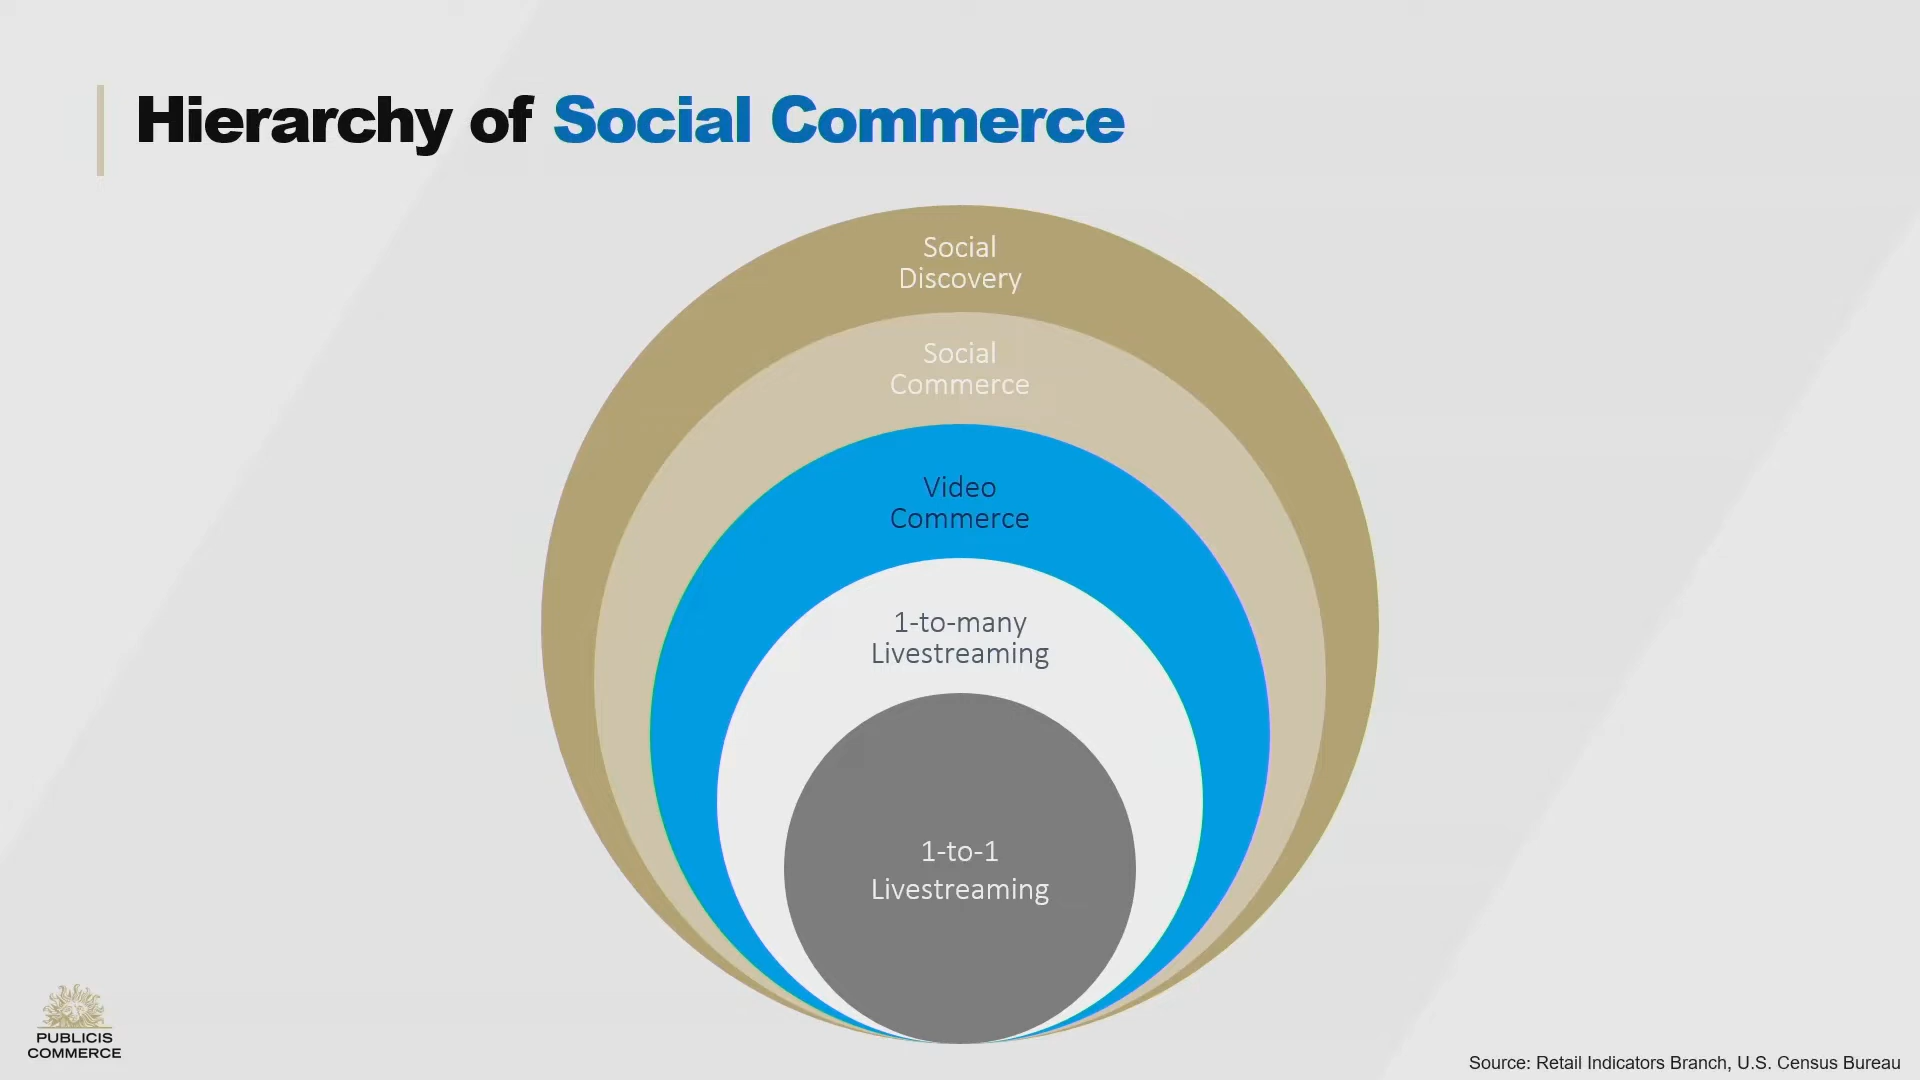 Hierarchy of Social Commerce
Social
Discovery
Social
Commerce
Video
Commerce
1-to-many
Livestreaming
1-to-1
Livestreaming
PUBLICIS
COMMERCE
Source: Retail Indicators Branch, U.S. Census Bureau